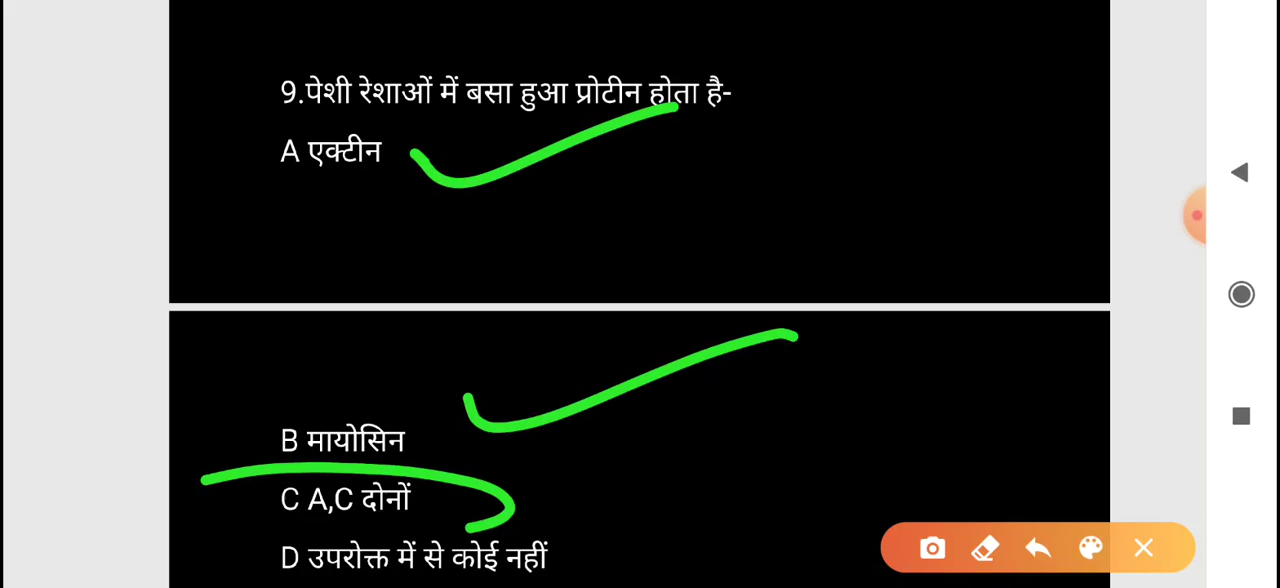 9.पेशी रेशाओं में बसा हुआ प्रोटीन होता है-
A एक्टीन
B मायोसिन
C A,C दोनों
D उपरोक्त में से कोई नहीं